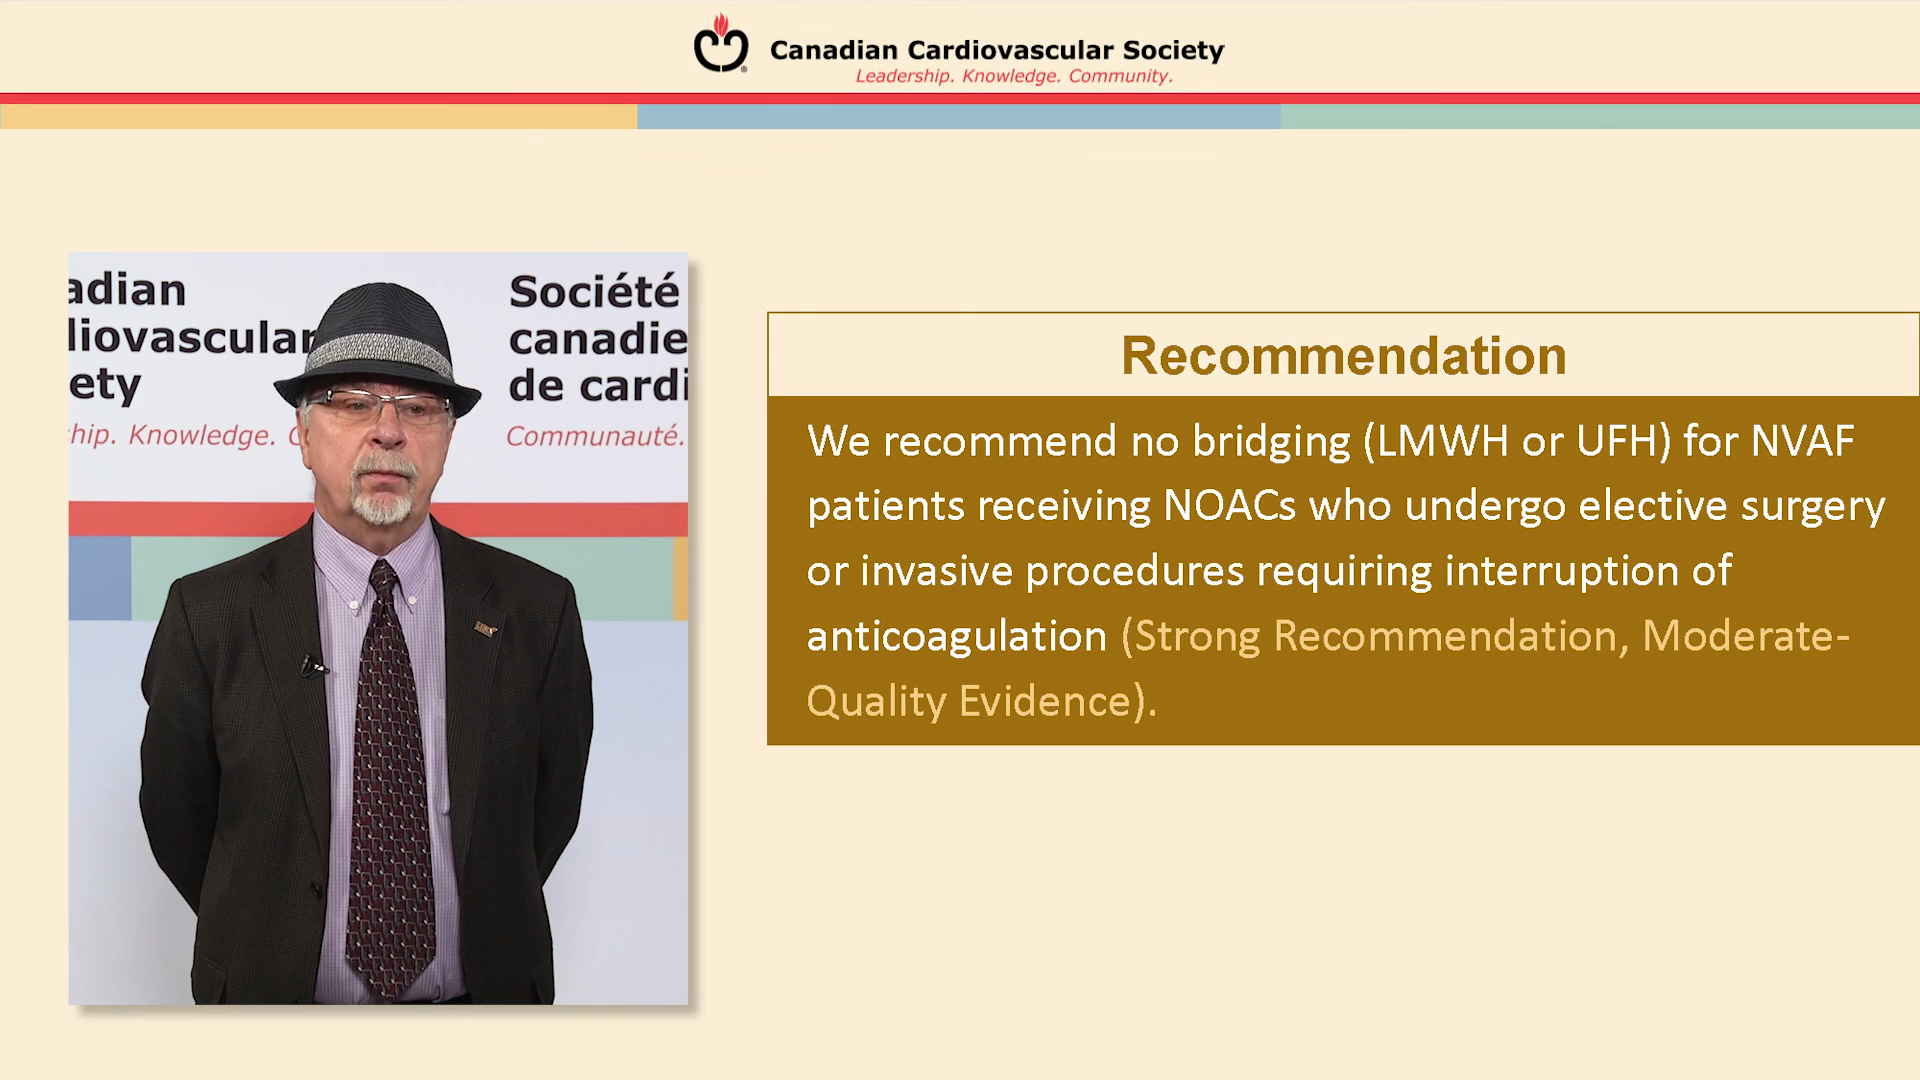 Canadian Cardiovascular Society
Leadership. Knowledge. Community.
adian
diovascular
ety
hip. Knowledge. C
Société
canadie
de cardi
Communauté.
Recommendation
We recommend no bridging (LMWH or UFH) for NVAF
patients receiving NOACs who undergo elective surgery
or invasive procedures requiring interruption of
anticoagulation (Strong Recommendation, Moderate-
Quality Evidence).